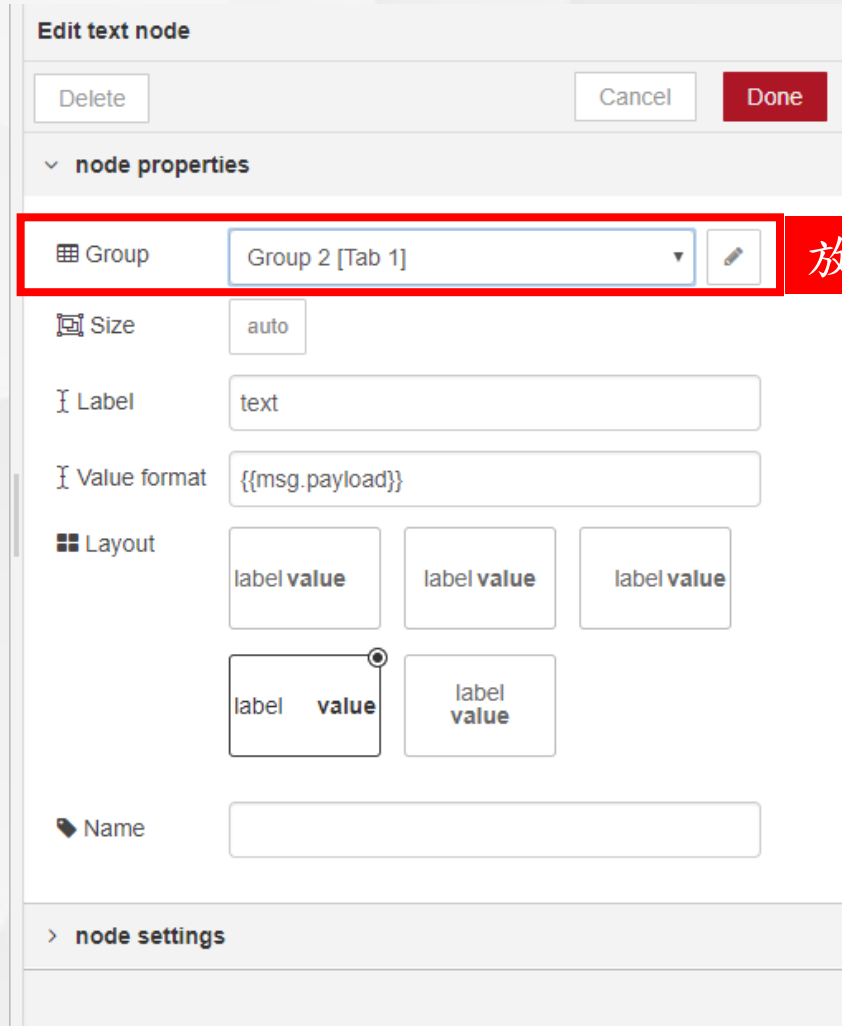 Edit text node
Delete Cancel Done
node properties
Group Group 2 [Tab 1] 放
Size auto
Label text
Value format {{msg.payload}}
Layout
label value label value label value
label value label
value
Name
node settings